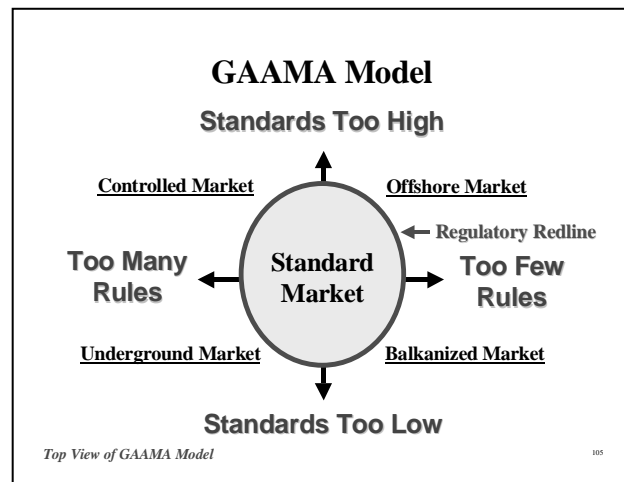 GAAMA Model
Standards Too High
Controlled Market
Offshore Market
Regulatory Redline
Too Many
Rules
Standard
Market
Too Few
Rules
Underground Market
Balkanized Market
Standards Too Low
Top View of GAAMA Model
105